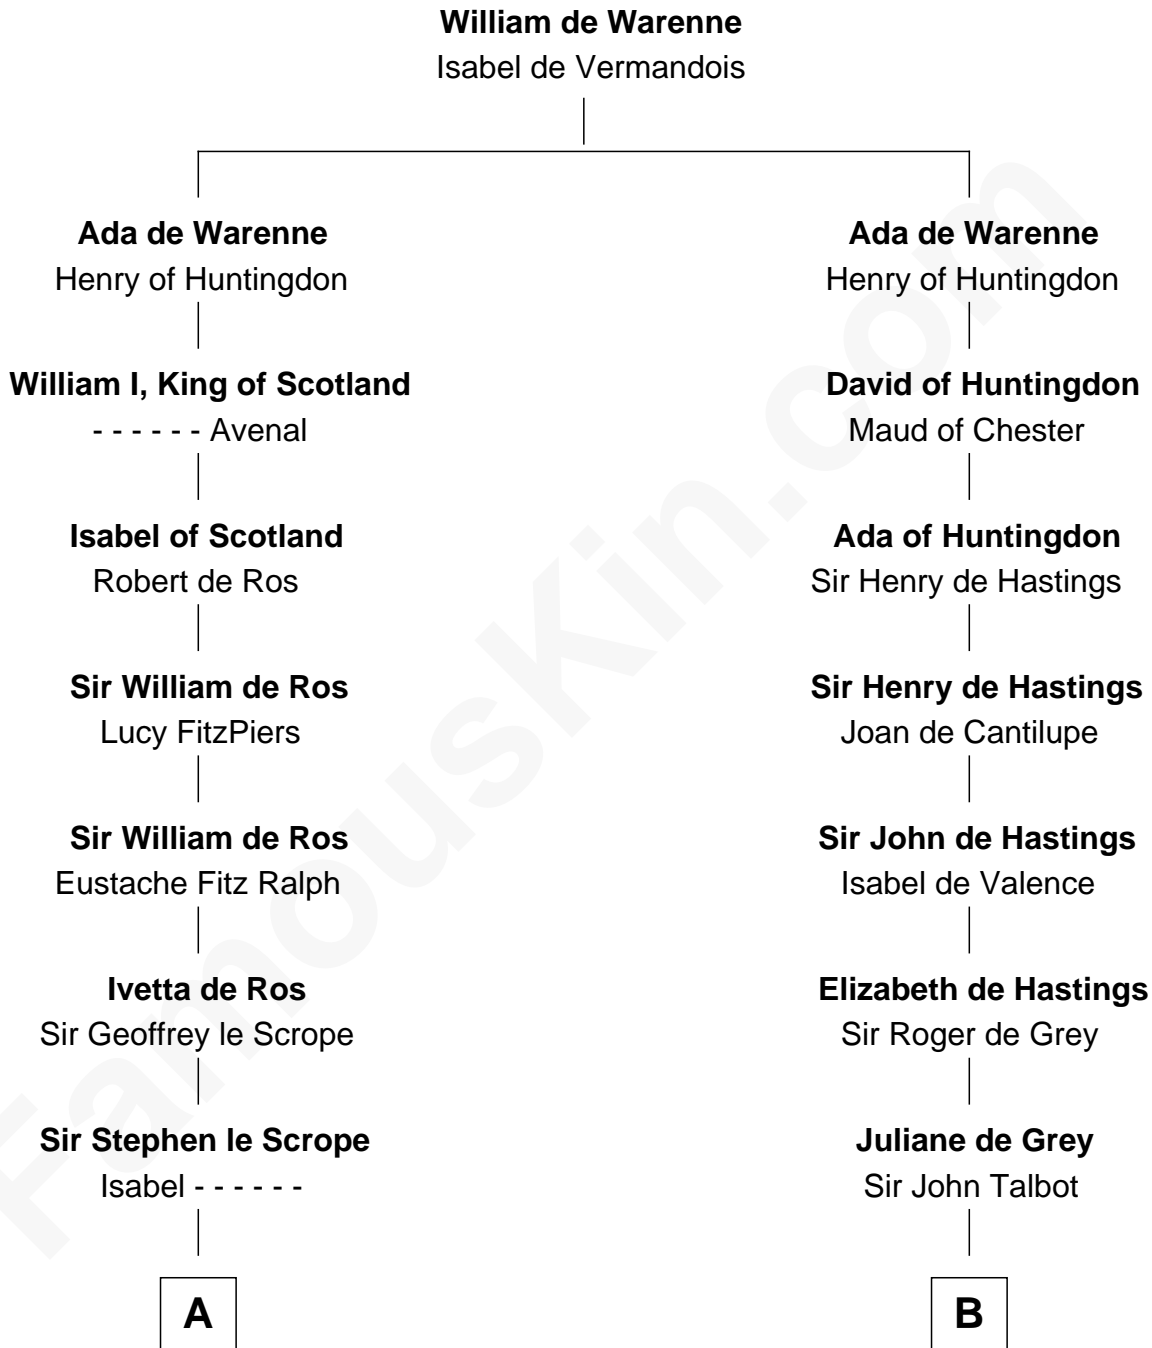 William de Warenne
Isabel de Vermandois
Ada de Warenne
Henry of Huntingdon
William I, King of Scotland
- - - - - - Avenal
Isabel of Scotland
Robert de Ros
Sir William de Ros
Lucy FitzPiers
Sir William de Ros
Eustache Fitz Ralph
Ivetta de Ros
Sir Geoffrey le Scrope
Sir Stephen le Scrope
Isabel - - - - - -
A
Ada de Warenne
Henry of Huntingdon
David of Huntingdon
Maud of Chester
Ada of Huntingdon
Sir Henry de Hastings
Sir Henry de Hastings
Joan de Cantilupe
Sir John de Hastings
Isabel de Valence
Elizabeth de Hastings
Sir Roger de Grey
Juliane de Grey
Sir John Talbot
B
FamousKin.com